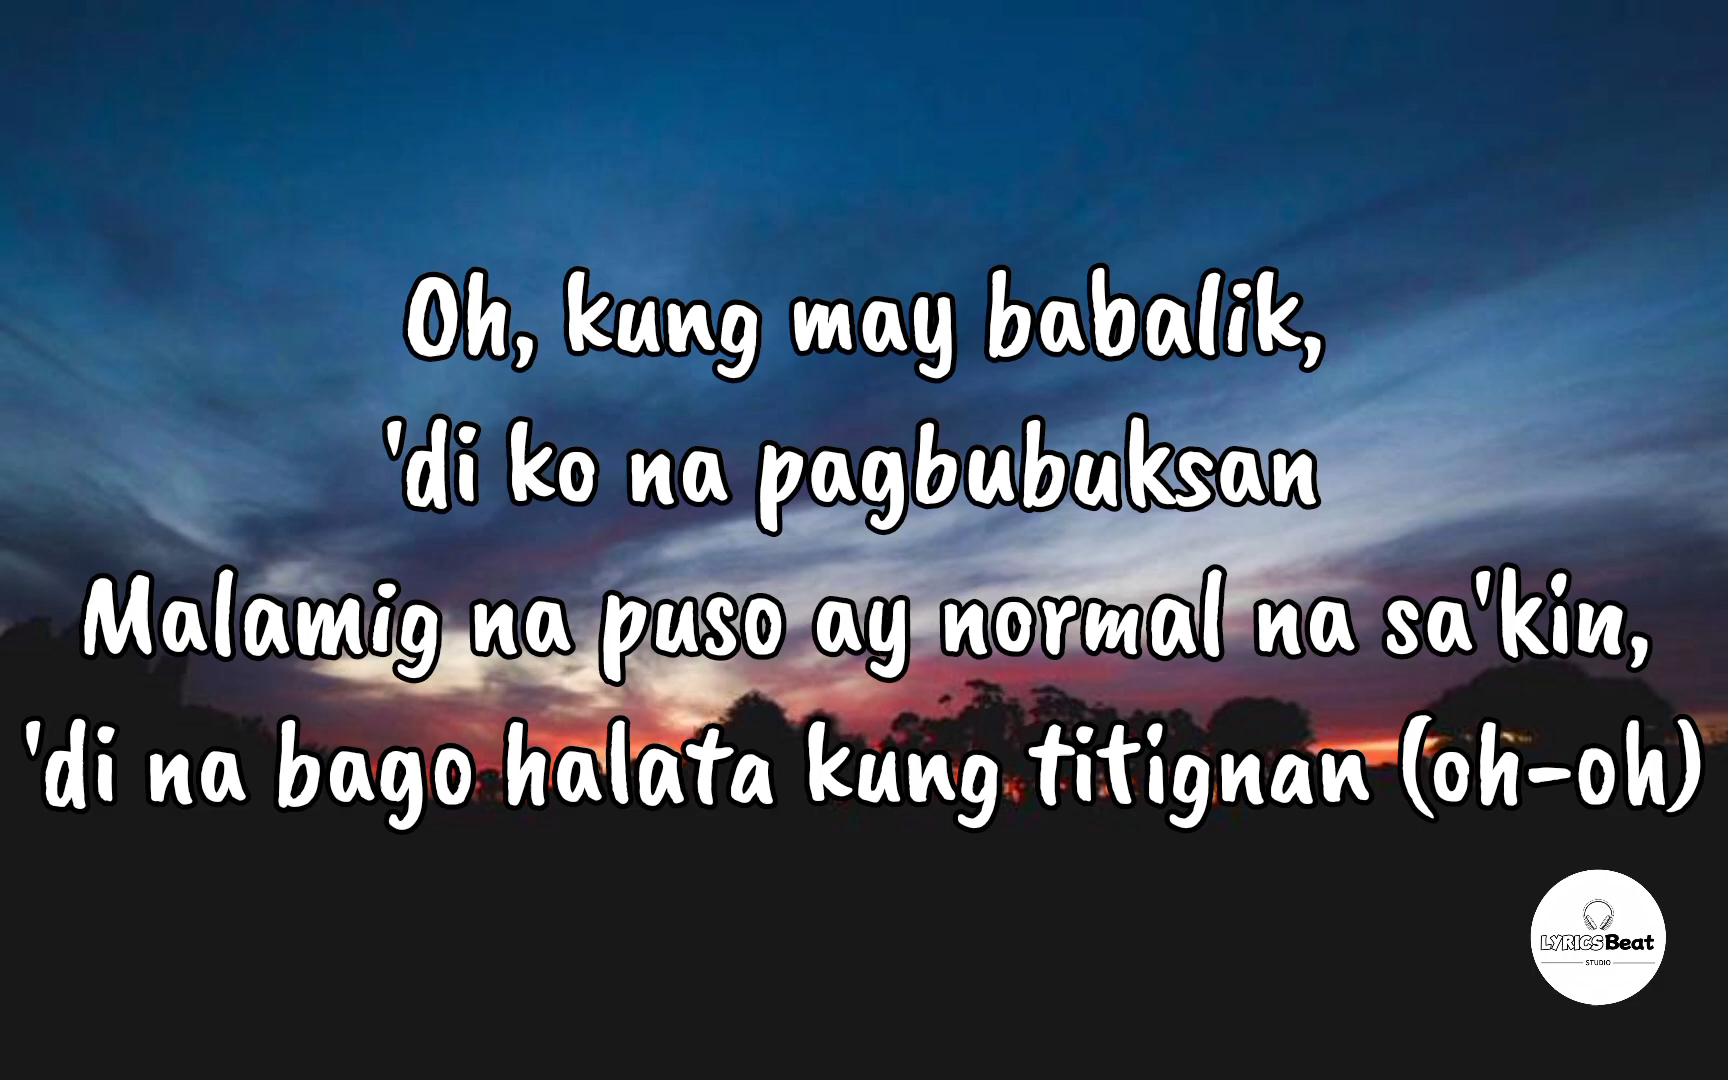 Oh, kung may babalik,
'di ko na pagbubuksan
Malamig na puso ay normal na sa'kin,
'di na bago halata kung titignan (oh-oh)
LYRICSBeat
STUDIO